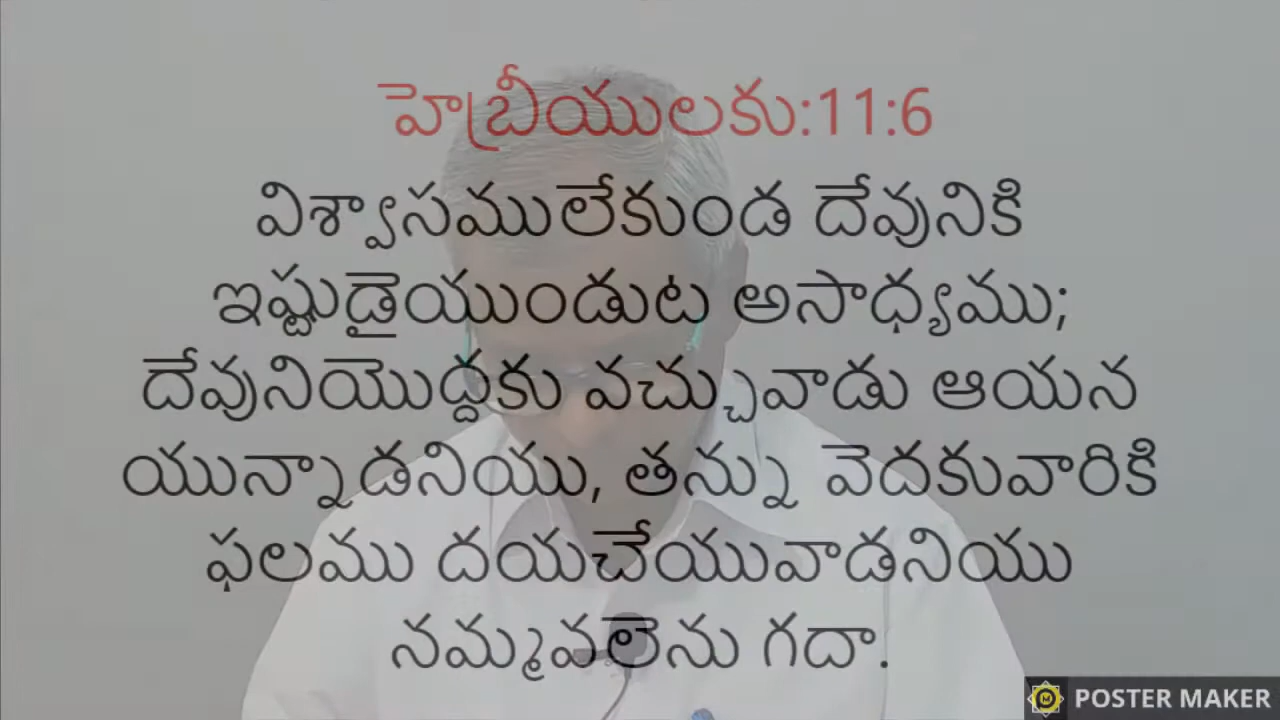 హెబ్రీయులకు:11:6
విశ్వాసములేకుండ దేవునికి
ఇష్టుడైయుండుట అసాధ్యము;
దేవునియొద్దకు వచ్చువాడు ఆయన
యున్నాడనియు, తన్ను వెదకువారికి
ఫలము దయచేయువాడనియు
నమ్మవలెను గదా.
POSTER MAKER